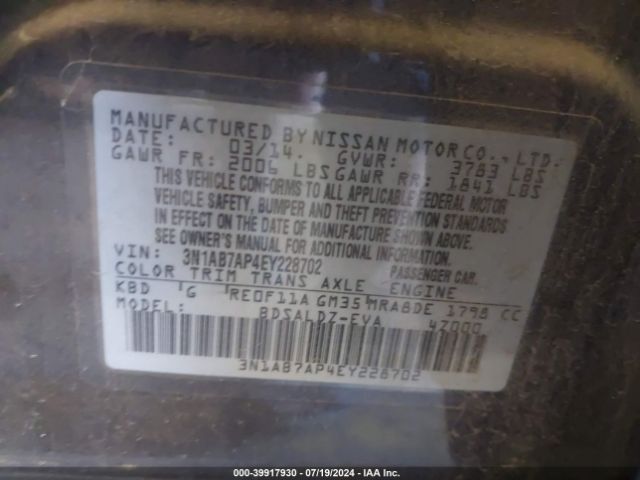 MANUFACTURED BY NISSAN MOTOR CO., LTD.
DATE: 03/14. GVWR: 3783 LBS
GAWR FR: 2006 LBS GAWR RR: 1841 LBS
THIS VEHICLE CONFORMS TO ALL APPLICABLE FEDERAL MOTOR
VEHICLE SAFETY, BUMPER AND THEFT PREVENTION STANDARDS
IN EFFECT ON THE DATE OF MANUFACTURE SHOWN ABOVE.
SEE OWNER'S MANUAL FOR ADDITIONAL INFORMATION.
VIN: 3N1AB7AP4EY228702 PASSENGER CAR.
COLOR TRIM TRANS AXLE ENGINE
KBD G RE0F11A GM35 MRA8DE 1798 CC
MODEL: BDSALDZ-EVA 4Z000
3N1AB7AP4EY228702
000-39917930 - 07/19/2024 - IAA Inc.